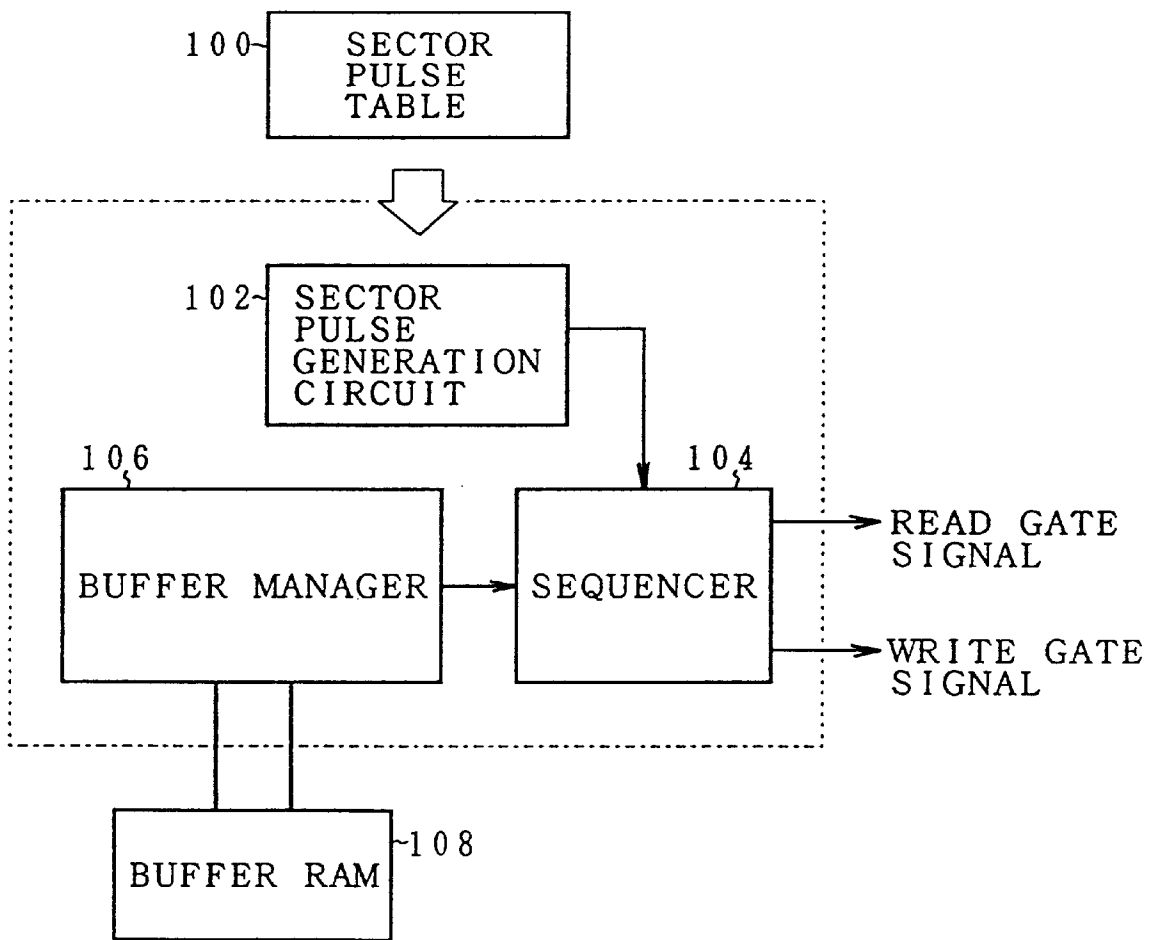 100
SECTOR
PULSE
TABLE
102
SECTOR
PULSE
GENERATION
CIRCUIT
106
104
BUFFER MANAGER
SEQUENCER
READ GATE
SIGNAL
WRITE GATE
SIGNAL
BUFFER RAM
108